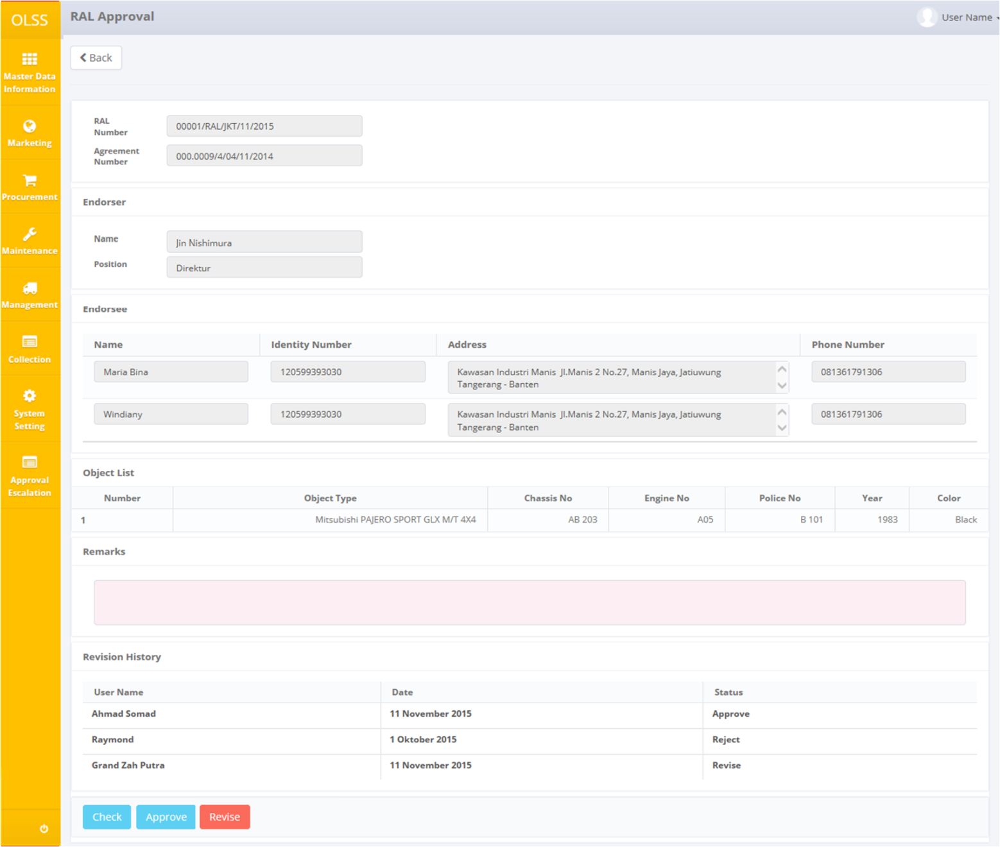 OLSS
RAL Approval
User Name
Back
Master Data
Information
Marketing
Procurement
Maintenance
Management
Collection
System
Setting
Approval
Escalation
RAL
Number
00001/RAL/JKT/11/2015
Agreement
Number
000.0009/4/04/11/2014
Endorser
Name
Jin Nishimura
Position
Direktur
Endorsee
Name Identity Number Address Phone Number
Maria Bina 120599393030 Kawasan Industri Manis Jl.Manis 2 No.27, Manis Jaya, Jatiuwung 081361791306
Tangerang - Banten
Windiany 120599393030 Kawasan Industri Manis Jl.Manis 2 No.27, Manis Jaya, Jatiuwung 081361791306
Tangerang - Banten
Object List
Number Object Type Chassis No Engine No Police No Year Color
1 Mitsubishi PAJERO SPORT GLX M/T 4X4 AB 203 A05 B 101 1983 Black
Remarks
Revision History
User Name Date Status
Ahmad Somad 11 November 2015 Approve
Raymond 1 Oktober 2015 Reject
Grand Zah Putra 11 November 2015 Revise
Check Approve Revise